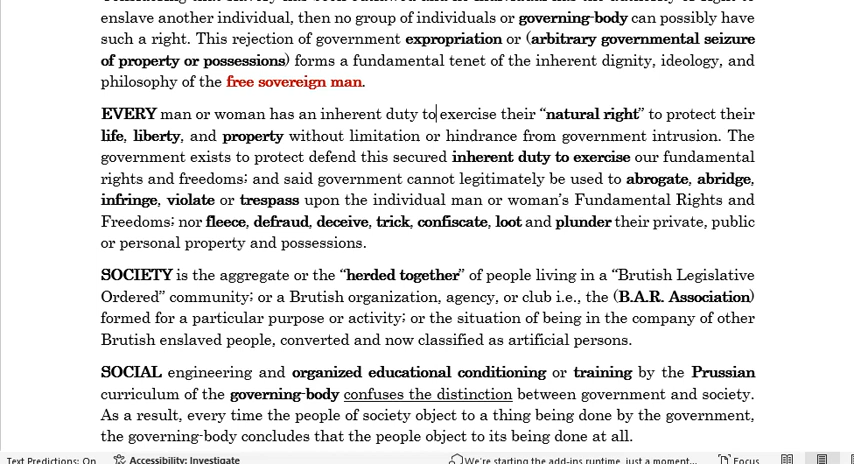 enslave another individual, then no group of individuals or governing-body can possibly have
such a right. This rejection of government expropriation or (arbitrary governmental seizure
of property or possessions) forms a fundamental tenet of the inherent dignity, ideology, and
philosophy of the free sovereign man.
EVERY man or woman has an inherent duty to exercise their “natural right” to protect their
life, liberty, and property without limitation or hindrance from government intrusion. The
government exists to protect defend this secured inherent duty to exercise our fundamental
rights and freedoms; and said government cannot legitimately be used to abrogate, abridge,
infringe, violate or trespass upon the individual man or woman’s Fundamental Rights and
Freedoms; nor fleece, defraud, deceive, trick, confiscate, loot and plunder their private, public
or personal property and possessions.
SOCIETY is the aggregate or the “herded together” of people living in a “Brutish Legislative
Ordered” community; or a Brutish organization, agency, or club i.e., the (B.A.R. Association)
formed for a particular purpose or activity; or the situation of being in the company of other
Brutish enslaved people, converted and now classified as artificial persons.
SOCIAL engineering and organized educational conditioning or training by the Prussian
curriculum of the governing-body confuses the distinction between government and society.
As a result, every time the people of society object to a thing being done by the government,
the governing-body concludes that the people object to its being done at all.
Text Predictions: On Accessibility: Investigate We're starting the add-ins runtime, just a moment... Focus